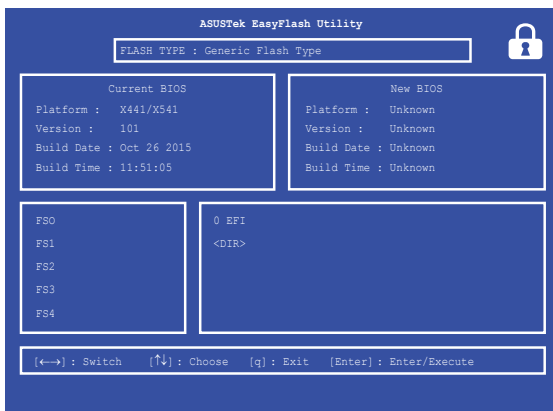 ASUSTek EasyFlash Utility
FLASH TYPE : Generic Flash Type
Current BIOS
Platform : X441/X541
Version : 101
Build Date : Oct 26 2015
Build Time : 11:51:05
New BIOS
Platform : Unknown
Version : Unknown
Build Date : Unknown
Build Time : Unknown
FSO
FS1
FS2
FS3
FS4
0 EFI
<DIR>
[←→] : Switch [↑↓] : Choose [q] : Exit [Enter] : Enter/Execute